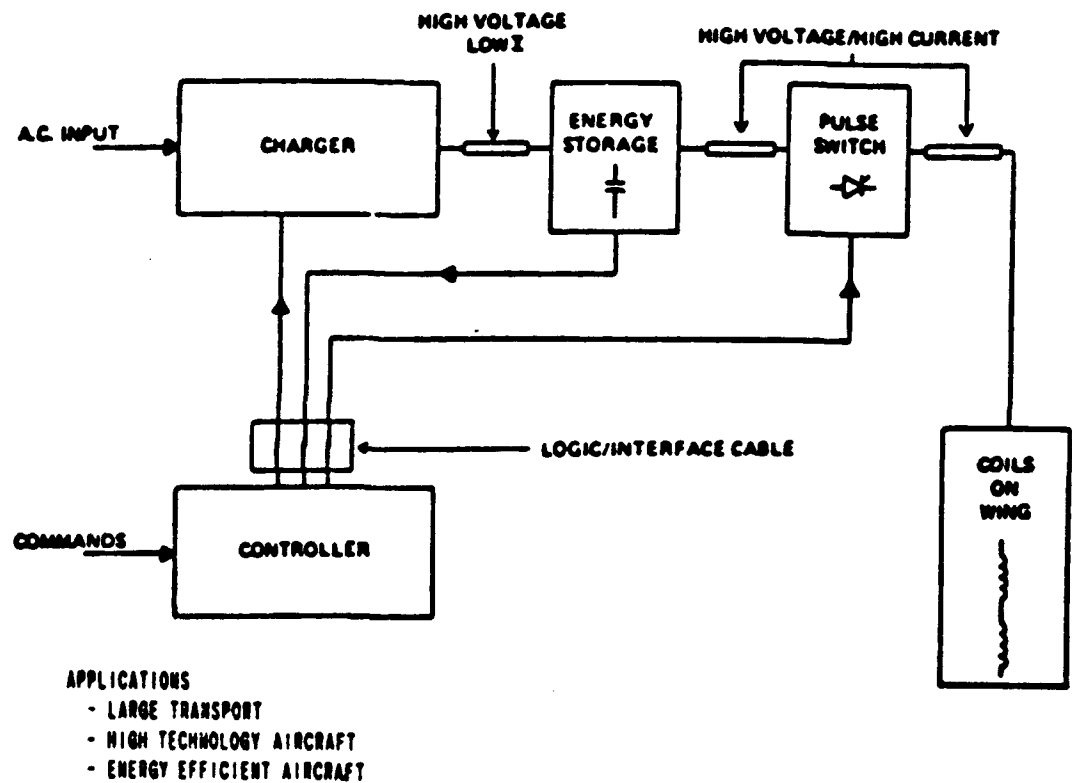 HIGH VOLTAGE
LOW I
HIGH VOLTAGE/HIGH CURRENT
A.C. INPUT
CHARGER
ENERGY
STORAGE
PULSE
SWITCH
LOGIC/INTERFACE CABLE
COILS
ON
WING
COMMANDS
CONTROLLER
APPLICATIONS
- LARGE TRANSPORT
- HIGH TECHNOLOGY AIRCRAFT
- ENERGY EFFICIENT AIRCRAFT